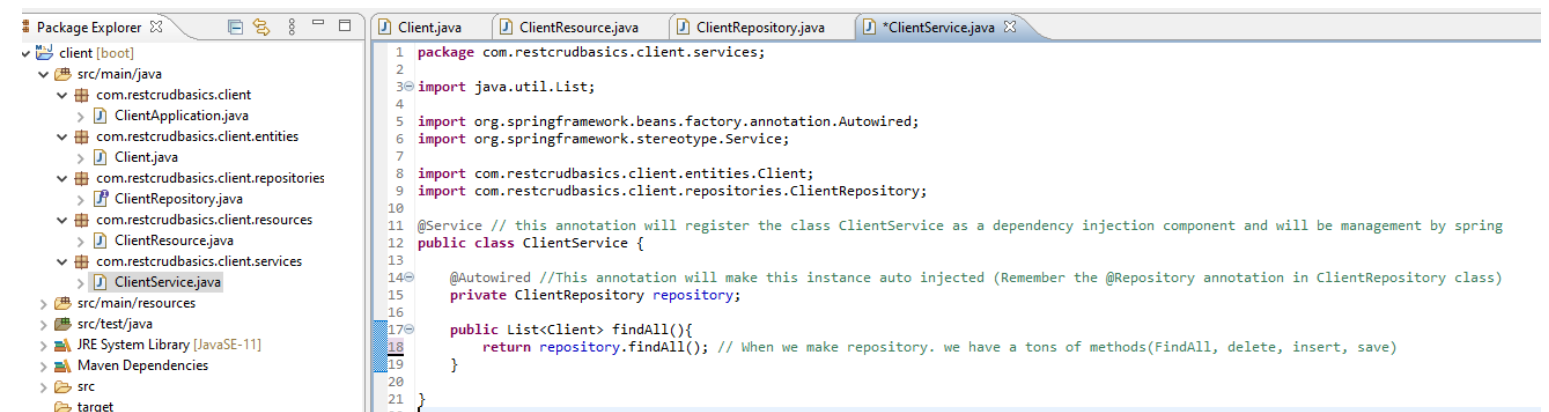 Package Explorer
client [boot]
src/main/java
com.restcrudbasics.client
ClientApplication.java
com.restcrudbasics.client.entities
Client.java
com.restcrudbasics.client.repositories
ClientRepository.java
com.restcrudbasics.client.resources
ClientResource.java
com.restcrudbasics.client.services
ClientService.java
src/main/resources
src/test/java
JRE System Library [JavaSE-11]
Maven Dependencies
src
target
Client.java ClientResource.java ClientRepository.java *ClientService.java
1 package com.restcrudbasics.client.services;
2
3 import java.util.List;
4
5 import org.springframework.beans.factory.annotation.Autowired;
6 import org.springframework.stereotype.Service;
7
8 import com.restcrudbasics.client.entities.Client;
9 import com.restcrudbasics.client.repositories.ClientRepository;
10
11 @Service // this annotation will register the class ClientService as a dependency injection component and will be management by spring
12 public class ClientService {
13
14 @Autowired //This annotation will make this instance auto injected (Remember the @Repository annotation in ClientRepository class)
15 private ClientRepository repository;
16
17 public List<Client> findAll(){
18 return repository.findAll(); // When we make repository. we have a tons of methods(FindAll, delete, insert, save)
19 }
20
21 }